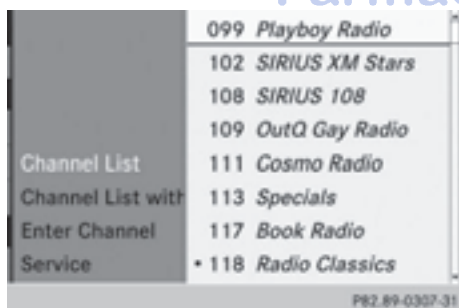 099 Playboy Radio
102 SIRIUS XM Stars
108 SIRIUS 108
109 OutQ Gay Radio
Channel List 111 Cosmo Radio
Channel List with 113 Specials
Enter Channel 117 Book Radio
Service • 118 Radio Classics
P82.89-0307-31